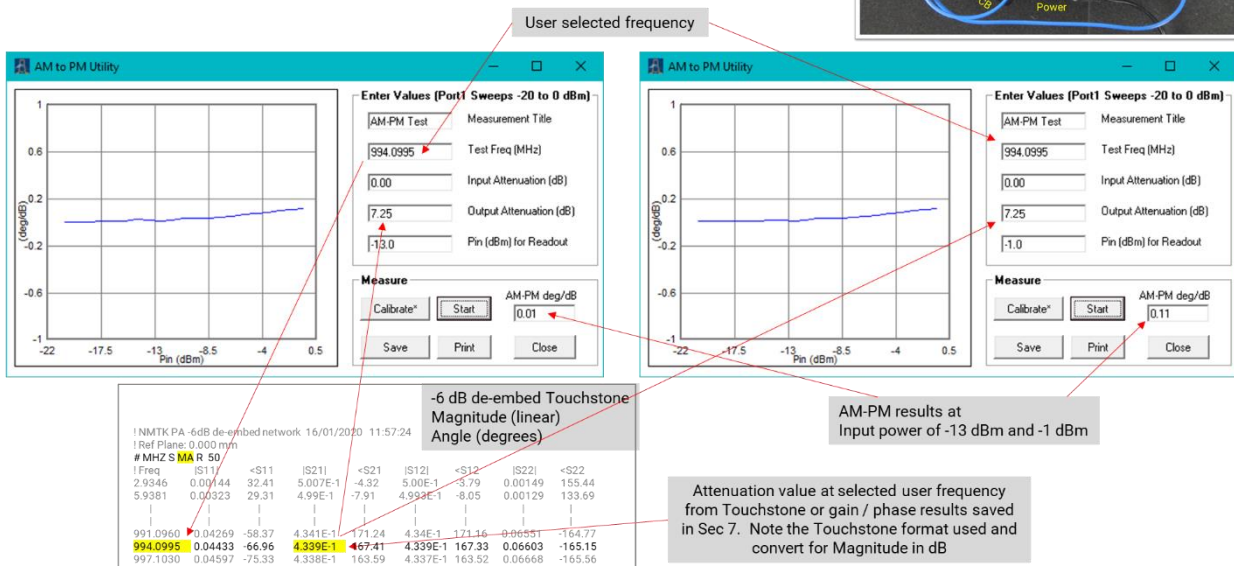 CB
Power
User selected frequency
AM to PM Utility
1
0.6
0.2
-0.2
-0.6
-1
(deg/dB)
-22 -17.5 -13 -8.5 -4 0.5
Pin (dBm)
Enter Values (Port1 Sweeps -20 to 0 dBm)
AM-PM Test Measurement Title
994.0995 Test Freq (MHz)
0.00 Input Attenuation (dB)
7.25 Output Attenuation (dB)
-13.0 Pin (dBm) for Readout
Measure
AM-PM deg/dB
Calibrate* Start 0.01
Save Print Close
AM to PM Utility
1
0.6
0.2
-0.2
-0.6
-1
(deg/dB)
-22 -17.5 -13 -8.5 -4 0.5
Pin (dBm)
Enter Values (Port1 Sweeps -20 to 0 dBm)
AM-PM Test Measurement Title
994.0995 Test Freq (MHz)
0.00 Input Attenuation (dB)
7.25 Output Attenuation (dB)
-1.0 Pin (dBm) for Readout
Measure
AM-PM deg/dB
Calibrate* Start 0.11
Save Print Close
-6 dB de-embed Touchstone
Magnitude (linear)
Angle (degrees)
! NMTK PA -6dB de-embed network 16/01/2020 11:57:24
! Ref Plane: 0.000 mm
# MHZ S MA R 50
! Freq |S11| <S11 |S21| <S21 |S12| <S12 |S22| <S22
2.9346 0.00144 32.41 5.007E-1 -4.32 5.00E-1 -3.79 0.00149 155.44
5.9381 0.00323 29.31 4.99E-1 -7.91 4.993E-1 -8.05 0.00129 133.69
991.0960 0.04269 -58.37 4.341E-1 171.24 4.34E-1 171.16 0.06551 -164.77
994.0995 0.04433 -66.96 4.339E-1 167.41 4.339E-1 167.33 0.06603 -165.15
997.1030 0.04597 -75.33 4.338E-1 163.59 4.337E-1 163.52 0.06668 -165.56
AM-PM results at
Input power of -13 dBm and -1 dBm
Attenuation value at selected user frequency
from Touchstone or gain / phase results saved
in Sec 7. Note the Touchstone format used and
convert for Magnitude in dB